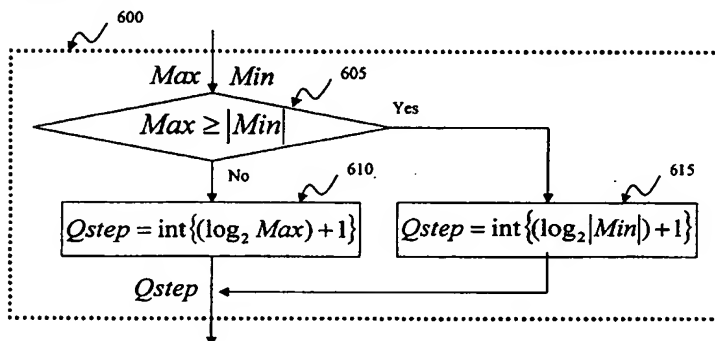 600
Max Min
605
Max ≥ |Min|
Yes
No
610
615
Qstep = int{(log₂ Max) + 1}
Qstep = int{(log₂|Min|) + 1}
Qstep